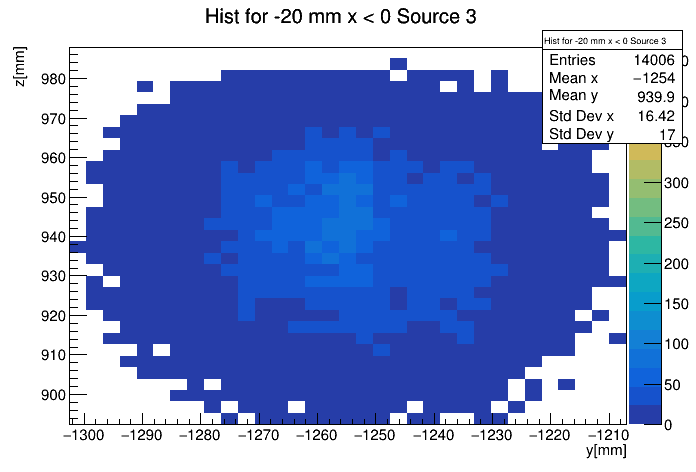 Hist for -20 mm x < 0 Source 3
Hist for -20 mm x < 0 Source 3
Entries 14006
Mean x −1254
Mean y 939.9
Std Dev x 16.42
Std Dev y 17
z[mm]
980
970
960
950
940
930
920
910
900
−1300 −1290 −1280 −1270 −1260 −1250 −1240 −1230 −1220 −1210
y[mm]
300
250
200
150
100
50
0